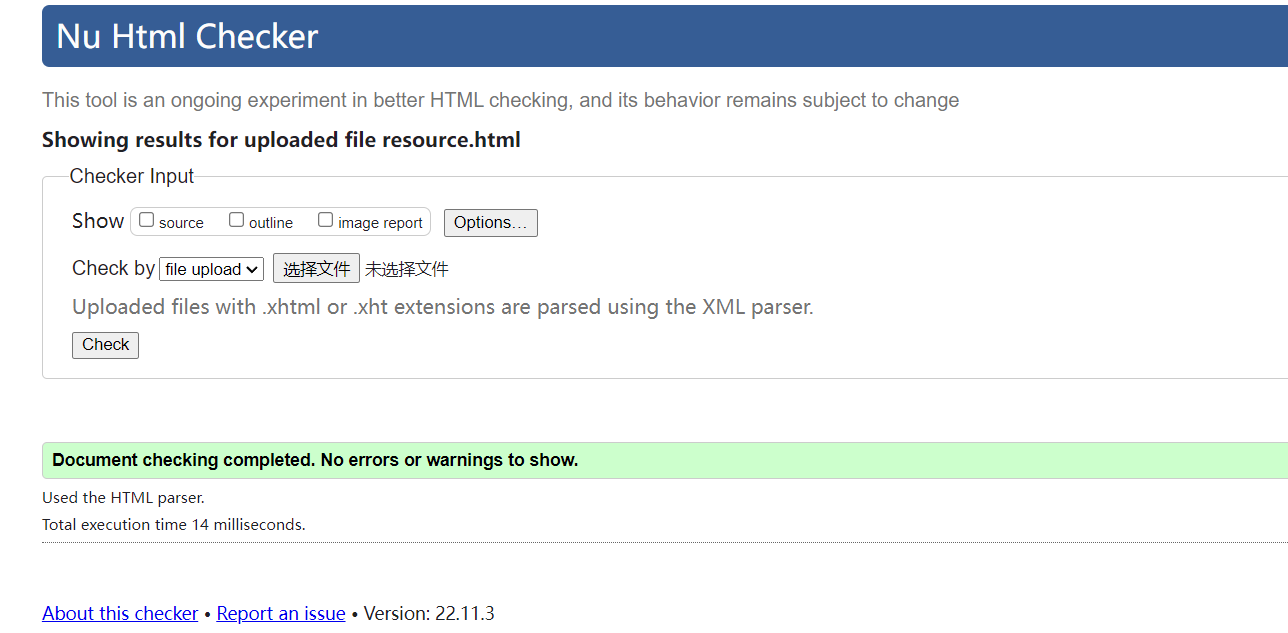 Nu Html Checker
This tool is an ongoing experiment in better HTML checking, and its behavior remains subject to change
Showing results for uploaded file resource.html
Checker Input
Show source outline image report Options...
Check by file upload 选择文件 未选择文件
Uploaded files with .xhtml or .xht extensions are parsed using the XML parser.
Check
Document checking completed. No errors or warnings to show.
Used the HTML parser.
Total execution time 14 milliseconds.
About this checker • Report an issue • Version: 22.11.3